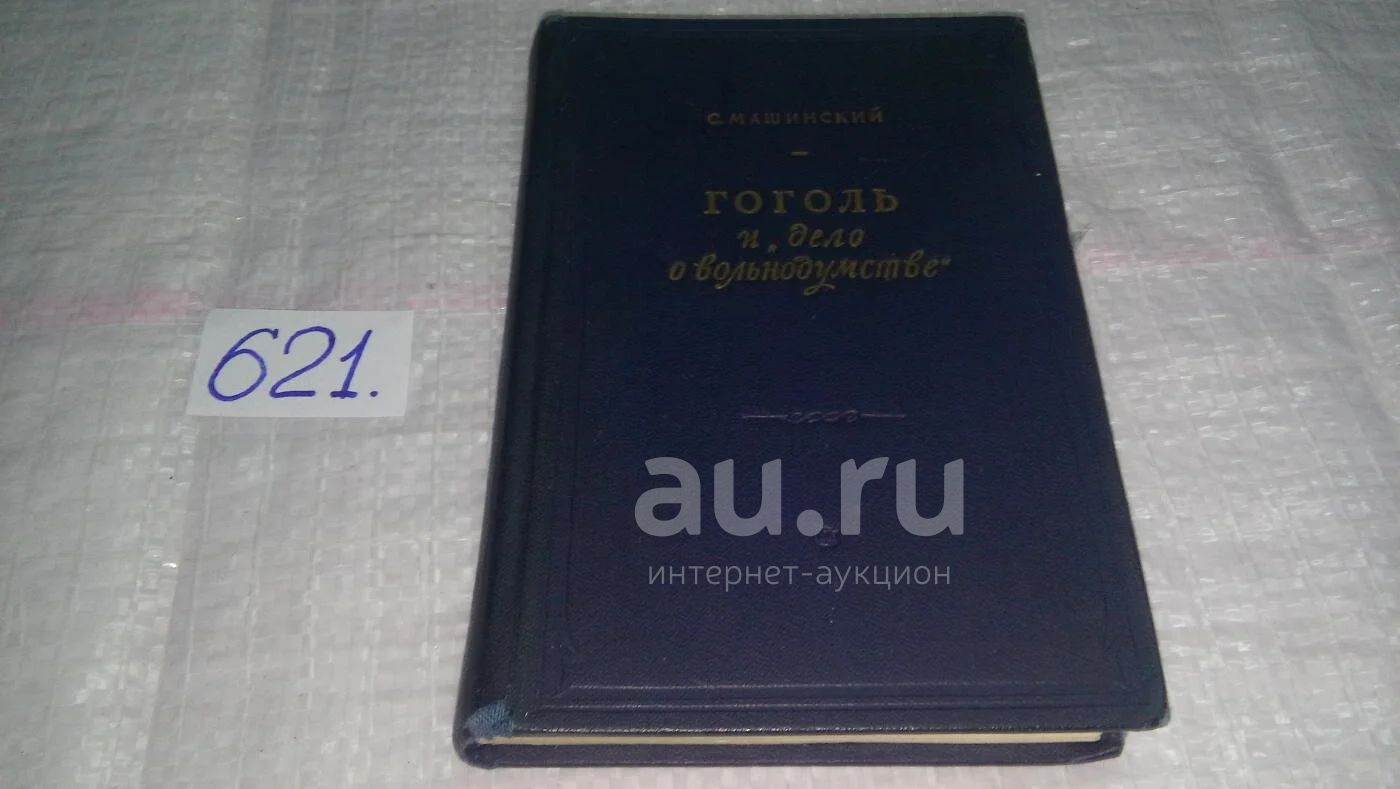 С. МАШИНСКИЙ
ГОГОЛЬ
и „дело
о вольнодумстве“
621.
au.ru
интернет-аукцион